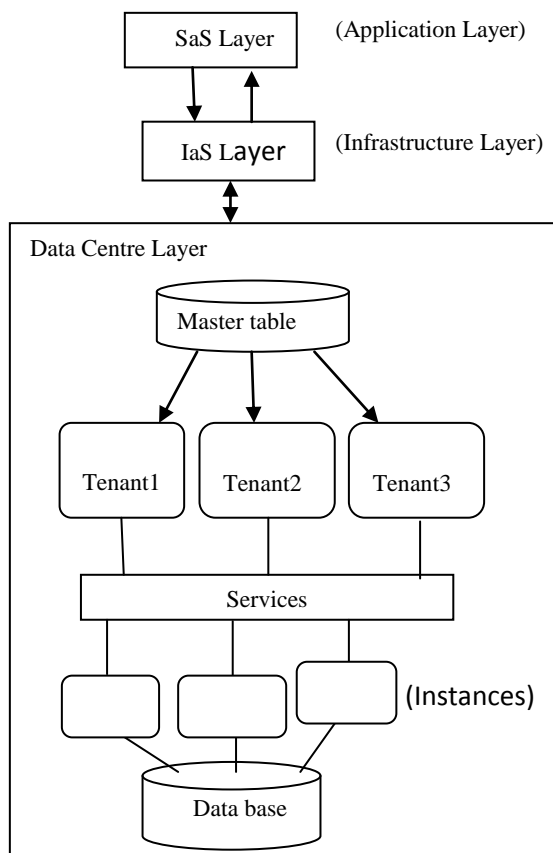 SaS Layer
(Application Layer)
IaS Layer
(Infrastructure Layer)
Data Centre Layer
Master table
Tenant1
Tenant2
Tenant3
Services
(Instances)
Data base